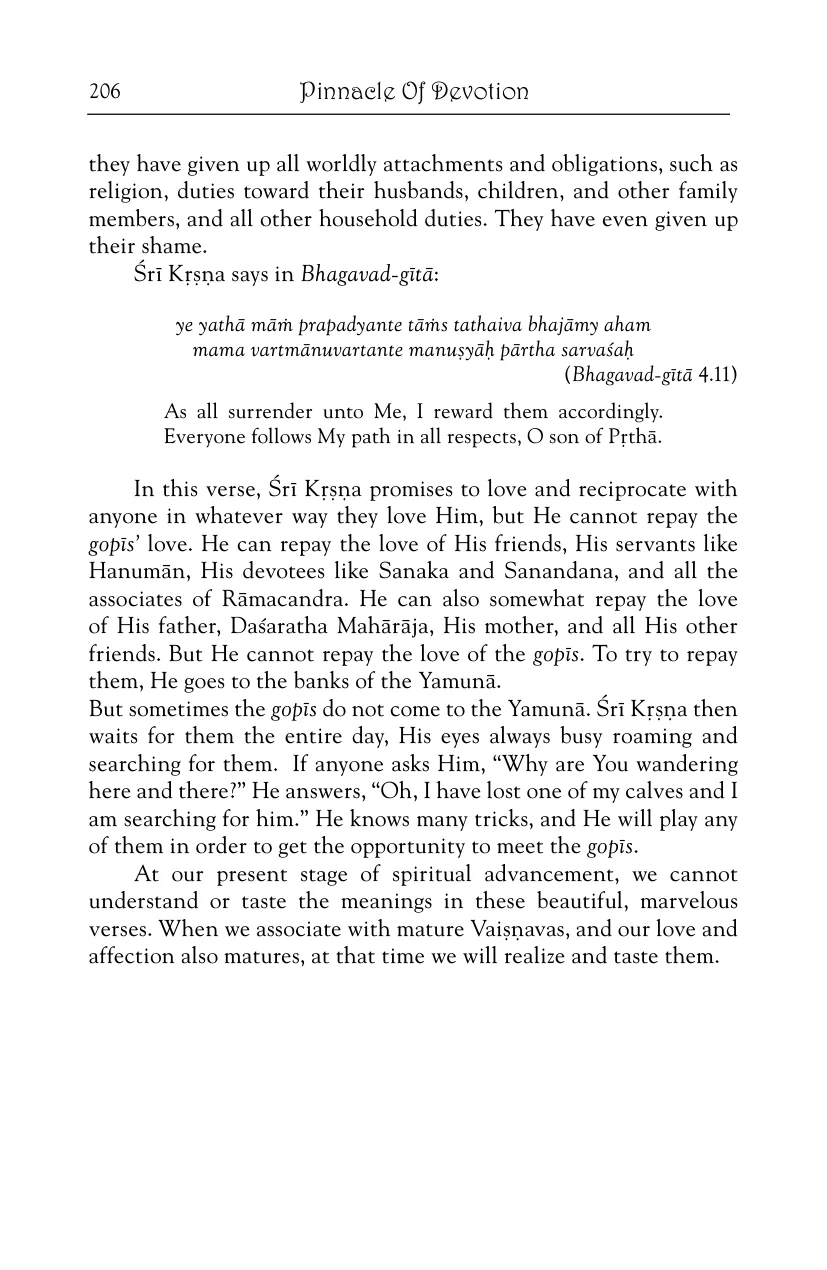 206 Pinnacle Of Devotion
they have given up all worldly attachments and obligations, such as
religion, duties toward their husbands, children, and other family
members, and all other household duties. They have even given up
their shame.
Śrī Kṛṣṇa says in Bhagavad-gītā:
ye yathā māṁ prapadyante tāṁs tathaiva bhajāmy aham
mama vartmānuvartante manuṣyāḥ pārtha sarvaśaḥ
(Bhagavad-gītā 4.11)
As all surrender unto Me, I reward them accordingly.
Everyone follows My path in all respects, O son of Pṛthā.
In this verse, Śrī Kṛṣṇa promises to love and reciprocate with
anyone in whatever way they love Him, but He cannot repay the
gopīs’ love. He can repay the love of His friends, His servants like
Hanumān, His devotees like Sanaka and Sanandana, and all the
associates of Rāmacandra. He can also somewhat repay the love
of His father, Daśaratha Mahārāja, His mother, and all His other
friends. But He cannot repay the love of the gopīs. To try to repay
them, He goes to the banks of the Yamunā.
But sometimes the gopīs do not come to the Yamunā. Śrī Kṛṣṇa then
waits for them the entire day, His eyes always busy roaming and
searching for them. If anyone asks Him, “Why are You wandering
here and there?” He answers, “Oh, I have lost one of my calves and I
am searching for him.” He knows many tricks, and He will play any
of them in order to get the opportunity to meet the gopīs.
At our present stage of spiritual advancement, we cannot
understand or taste the meanings in these beautiful, marvelous
verses. When we associate with mature Vaiṣṇavas, and our love and
affection also matures, at that time we will realize and taste them.